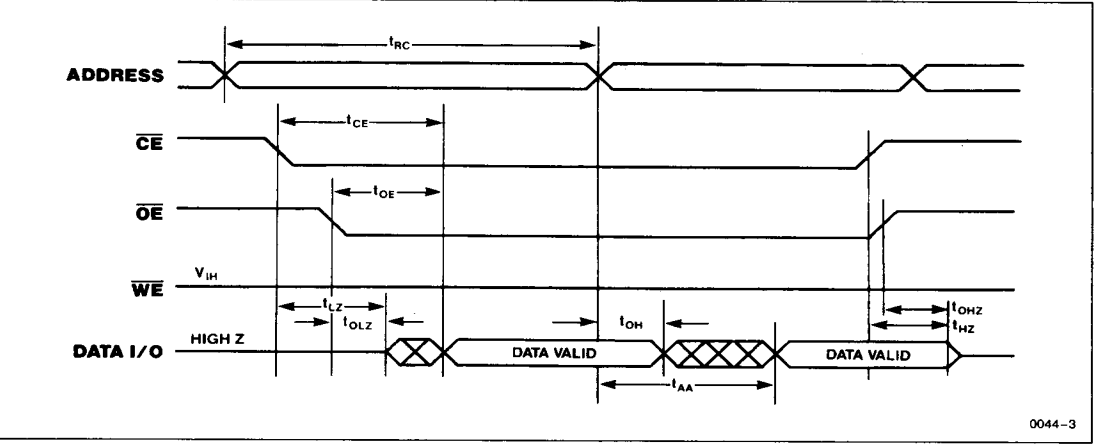 tRC
ADDRESS
tCE
CE
tOE
OE
VIH
WE
tLZ
tOHZ
tOLZ
tOH
tHZ
HIGH Z
DATA I/O
DATA VALID
DATA VALID
tAA
0044-3